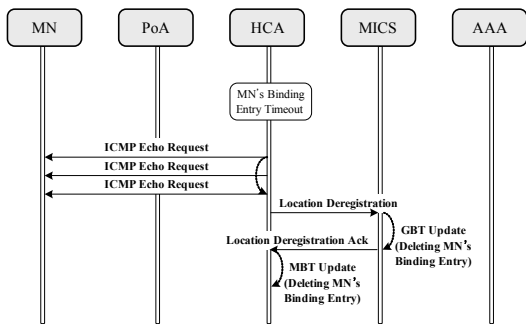 MN PoA HCA MICS AAA
MN's Binding
Entry Timeout
ICMP Echo Request
ICMP Echo Request
ICMP Echo Request
Location Deregistration
GBT Update
(Deleting MN's
Binding Entry)
Location Deregistration Ack
MBT Update
(Deleting MN's
Binding Entry)